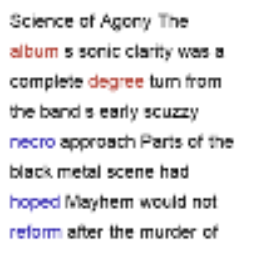 Science of Agony The
album s sonic clarity was a
complete degree turn from
the band s early scuzzy
necro approach Parts of the
black metal scene had
hoped Mayhem would not
reform after the murder of